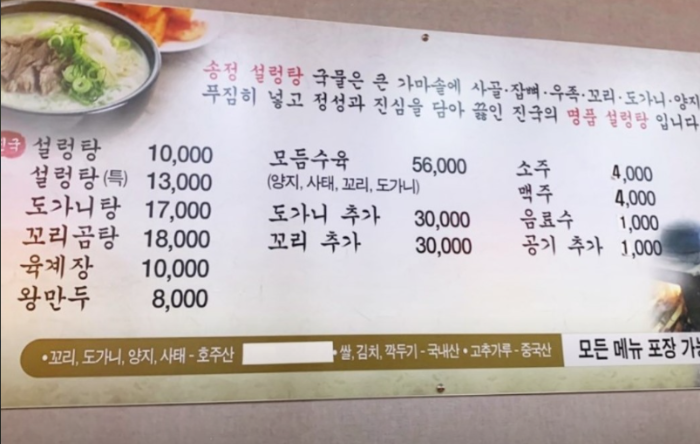 송정 설렁탕 국물은 큰 가마솥에 사골·잡뼈·우족·꼬리·도가니·양지
푸짐히 넣고 정성과 진심을 담아 끓인 진국의 명품 설렁탕 입니다
진국 설렁탕 10,000
설렁탕(특) 13,000
도가니탕 17,000
꼬리곰탕 18,000
육계장 10,000
왕만두 8,000
모듬수육 56,000
(양지, 사태, 꼬리, 도가니)
도가니 추가 30,000
꼬리 추가 30,000
소주 4,000
맥주 4,000
음료수 1,000
공기 추가 1,000
•꼬리, 도가니, 양지, 사태 - 호주산 •쌀, 김치, 깍두기 - 국내산 •고추가루 - 중국산
모든 메뉴 포장 가능